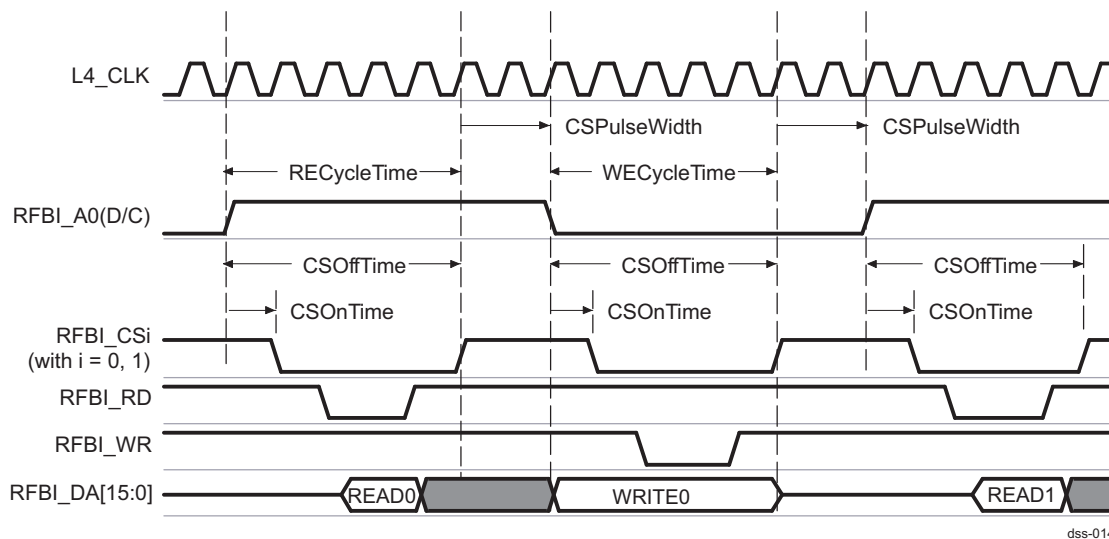 L4_CLK
CSPulseWidth CSPulseWidth
RECycleTime WECycleTime
RFBI_A0(D/C)
CSOffTime CSOffTime CSOffTime
CSOnTime CSOnTime CSOnTime
RFBI_CSi
(with i = 0, 1)
RFBI_RD
RFBI_WR
RFBI_DA[15:0] READ0 WRITE0 READ1